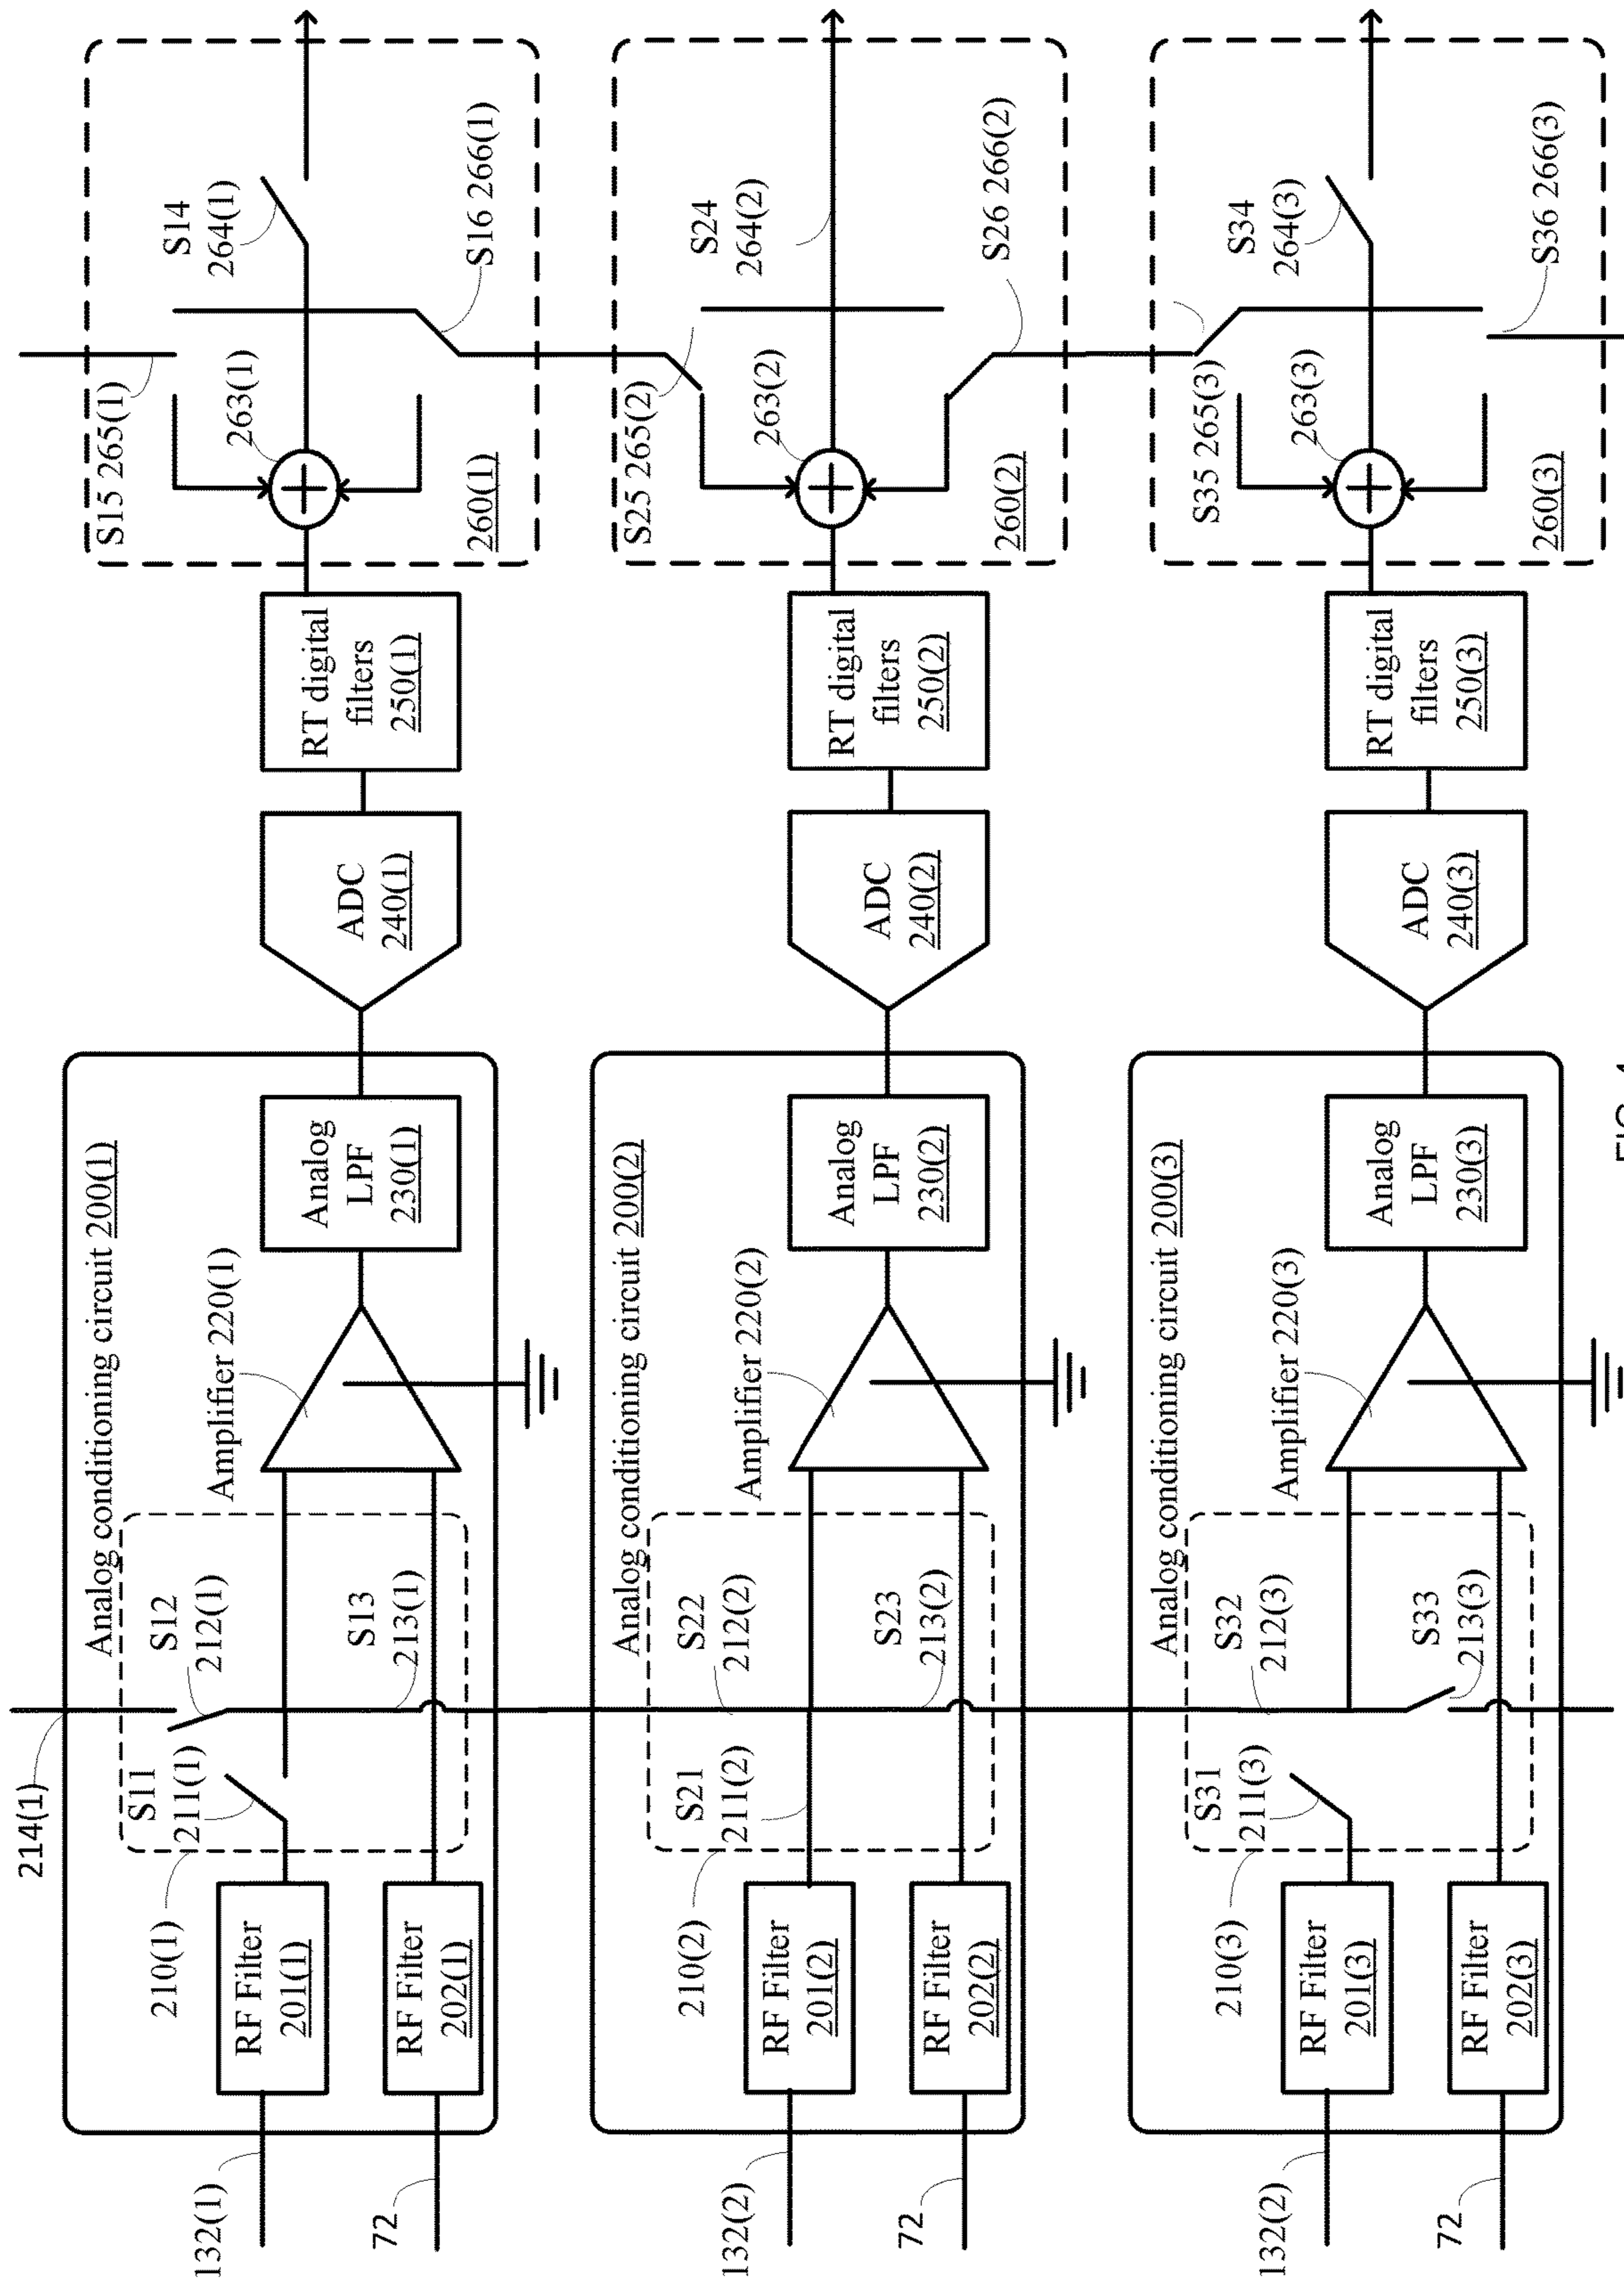 214(1)
Analog conditioning circuit 200(1)
210(1)
S11
211(1)
S12
212(1)
S13
213(1)
Amplifier 220(1)
132(1)
72
RF Filter
201(1)
RF Filter
202(1)
Analog
LPF
230(1)
ADC
240(1)
RT digital
filters
250(1)
S15 265(1)
263(1)
260(1)
S14
264(1)
S16 266(1)
Analog conditioning circuit 200(2)
210(2)
S21
211(2)
S22
212(2)
S23
213(2)
Amplifier 220(2)
132(2)
72
RF Filter
201(2)
RF Filter
202(2)
Analog
LPF
230(2)
ADC
240(2)
RT digital
filters
250(2)
S25 265(2)
263(2)
260(2)
S24
264(2)
S26 266(2)
Analog conditioning circuit 200(3)
210(3)
S31
211(3)
S32
212(3)
S33
213(3)
Amplifier 220(3)
132(2)
72
RF Filter
201(3)
RF Filter
202(3)
Analog
LPF
230(3)
ADC
240(3)
RT digital
filters
250(3)
S35 265(3)
263(3)
260(3)
S34
264(3)
S36 266(3)